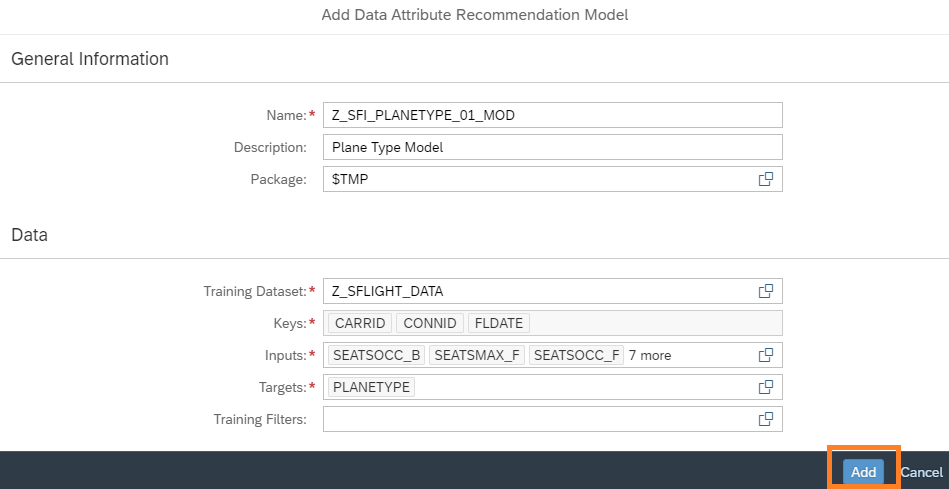 Add Data Attribute Recommendation Model
General Information
Name:* Z_SFI_PLANETYPE_01_MOD
Description: Plane Type Model
Package: $TMP
Data
Training Dataset:* Z_SFLIGHT_DATA
Keys:* CARRID CONNID FLDATE
Inputs:* SEATSOCC_B SEATSMAX_F SEATSOCC_F 7 more
Targets:* PLANETYPE
Training Filters:
Add Cancel